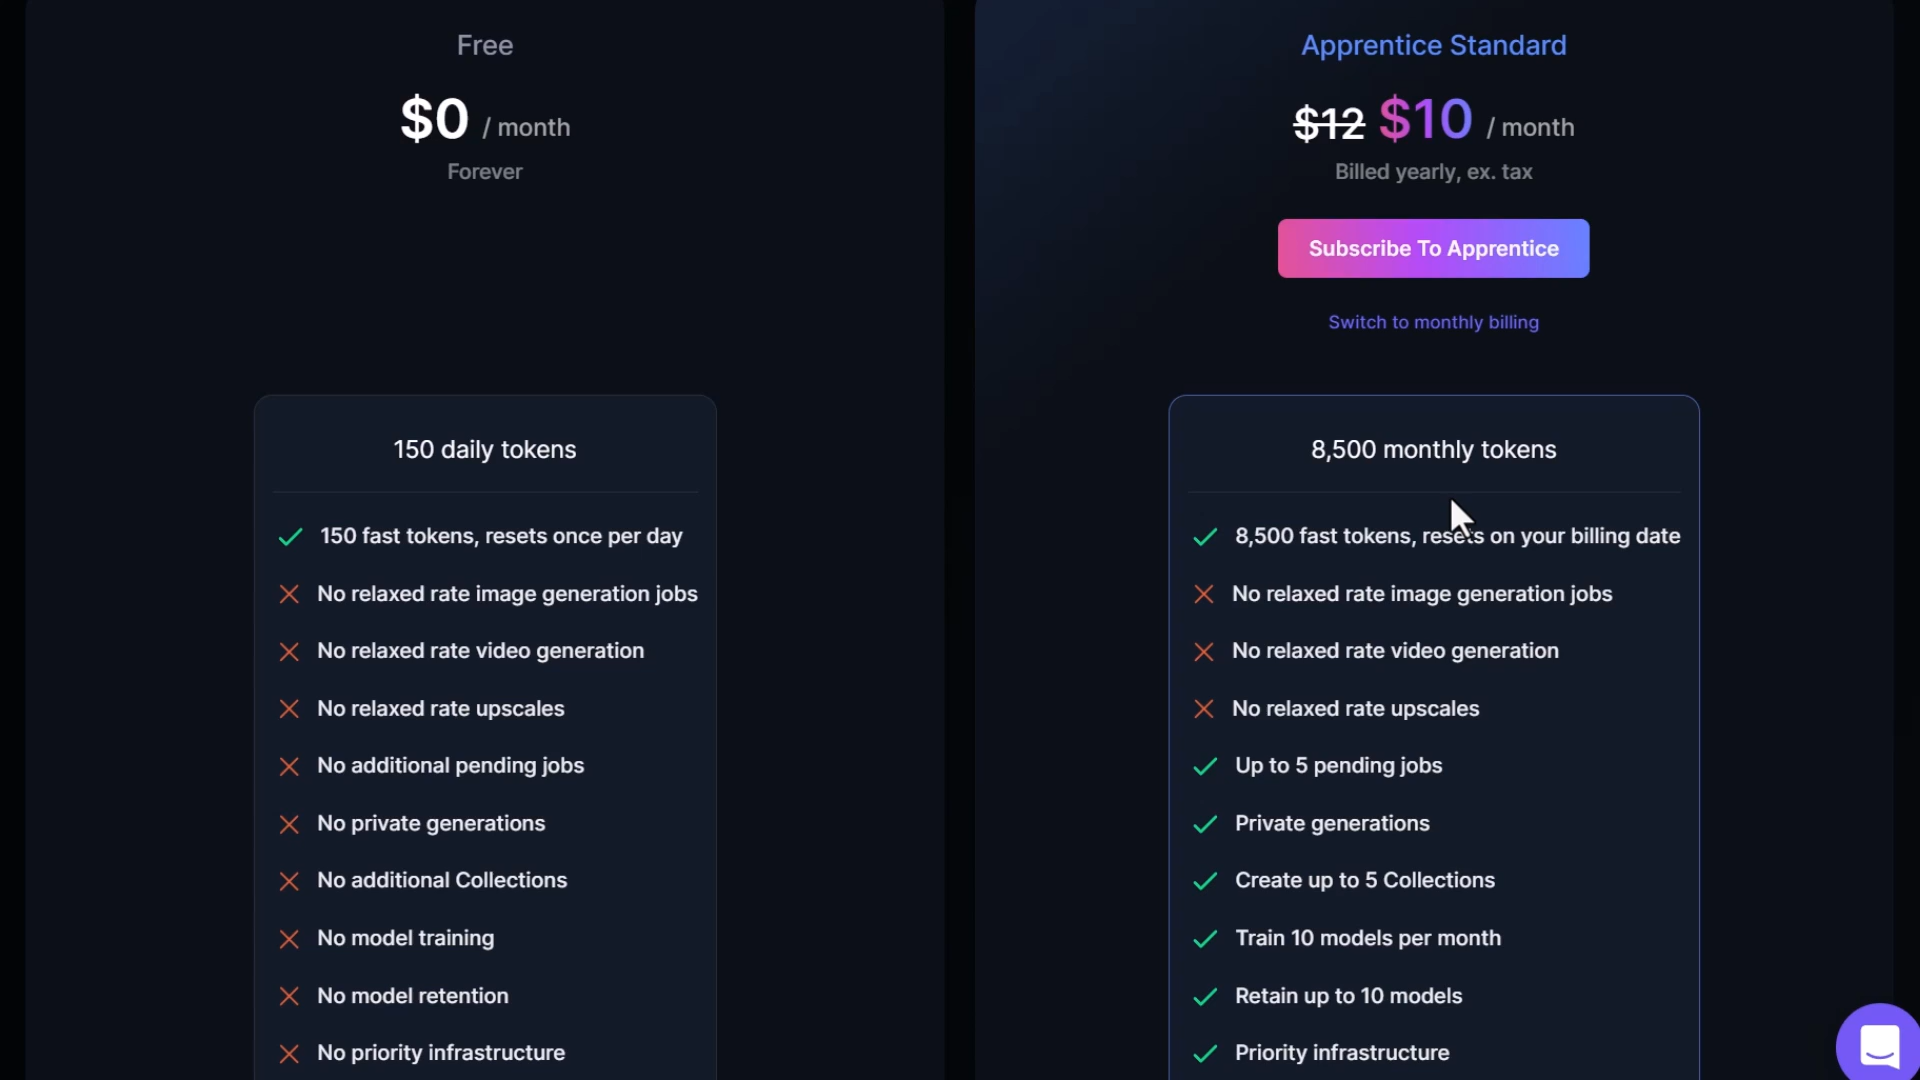 Free
$0 / month
Forever
150 daily tokens
150 fast tokens, resets once per day
No relaxed rate image generation jobs
No relaxed rate video generation
No relaxed rate upscales
No additional pending jobs
No private generations
No additional Collections
No model training
No model retention
No priority infrastructure
Apprentice Standard
$12 $10 / month
Billed yearly, ex. tax
Subscribe To Apprentice
Switch to monthly billing
8,500 monthly tokens
8,500 fast tokens, resets on your billing date
No relaxed rate image generation jobs
No relaxed rate video generation
No relaxed rate upscales
Up to 5 pending jobs
Private generations
Create up to 5 Collections
Train 10 models per month
Retain up to 10 models
Priority infrastructure